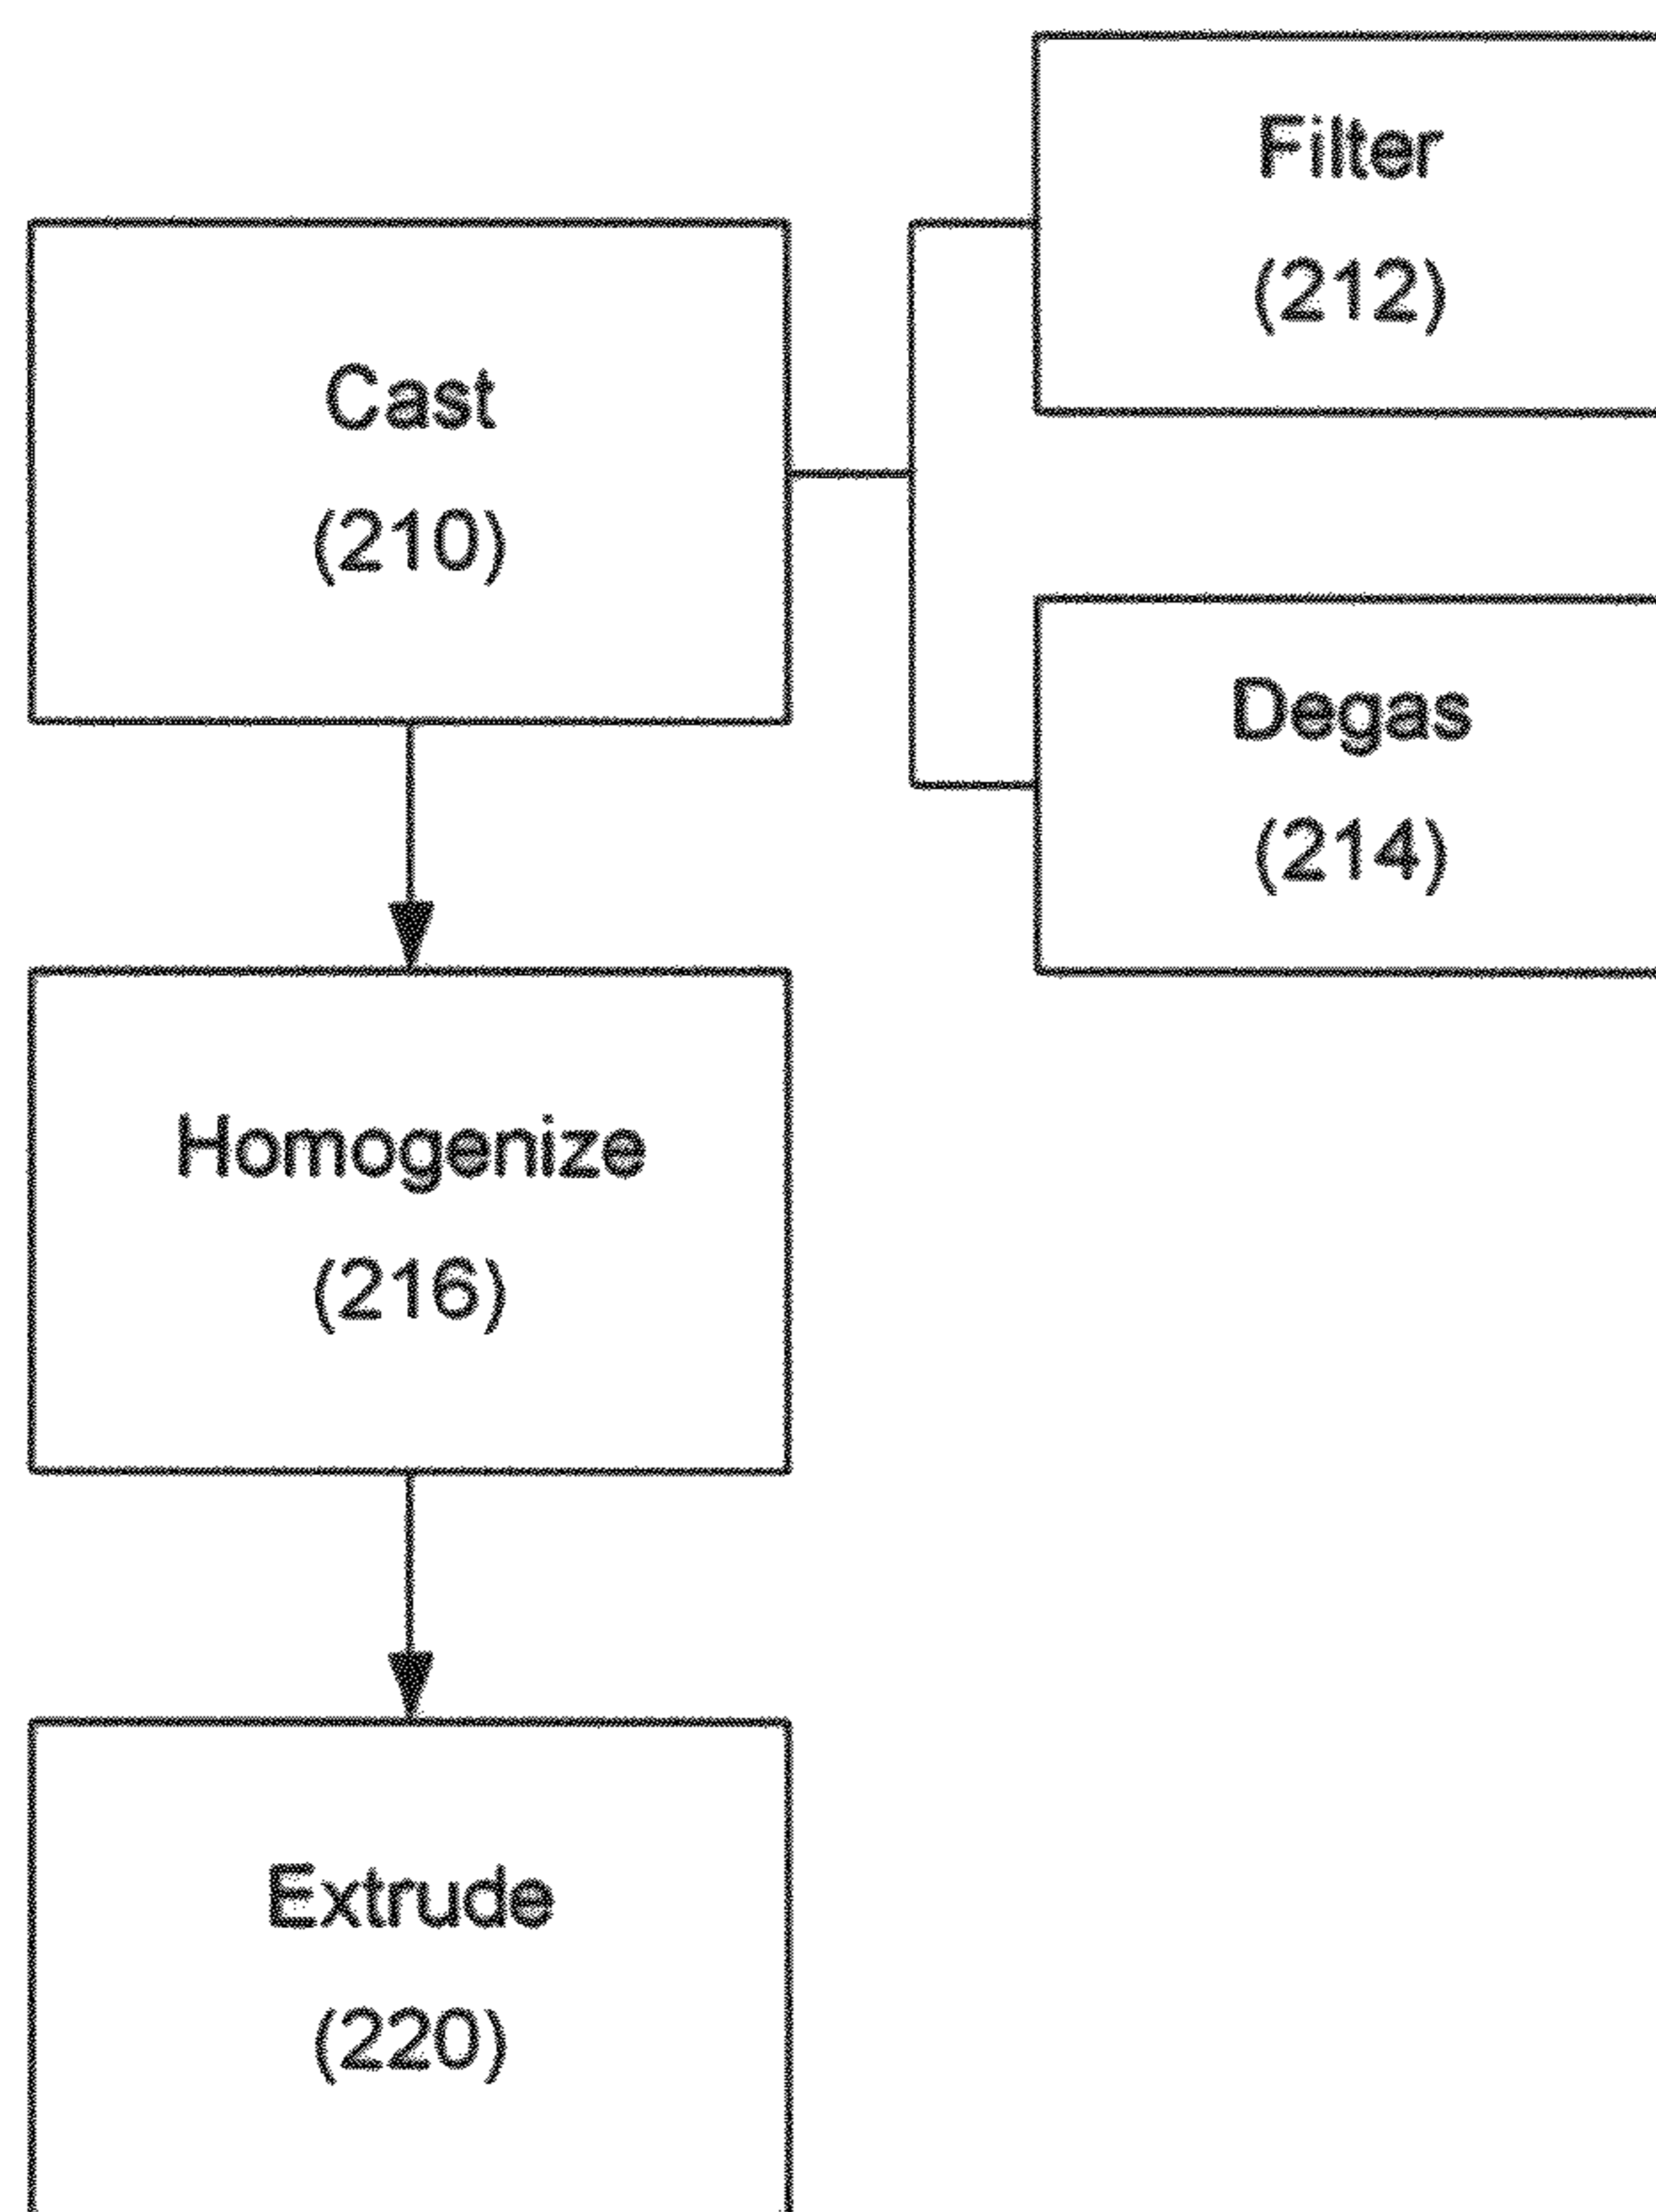 Filter
(212)
Cast
(210)
Degas
(214)
Homogenize
(216)
Extrude
(220)